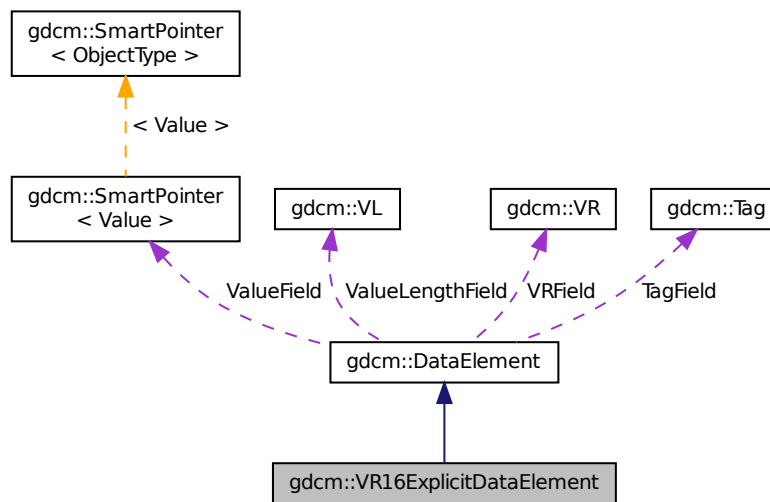 gdcm::SmartPointer
< ObjectType >
< Value >
gdcm::SmartPointer
< Value >
gdcm::VL
gdcm::VR
gdcm::Tag
ValueField
ValueLengthField
VRField
TagField
gdcm::DataElement
gdcm::VR16ExplicitDataElement